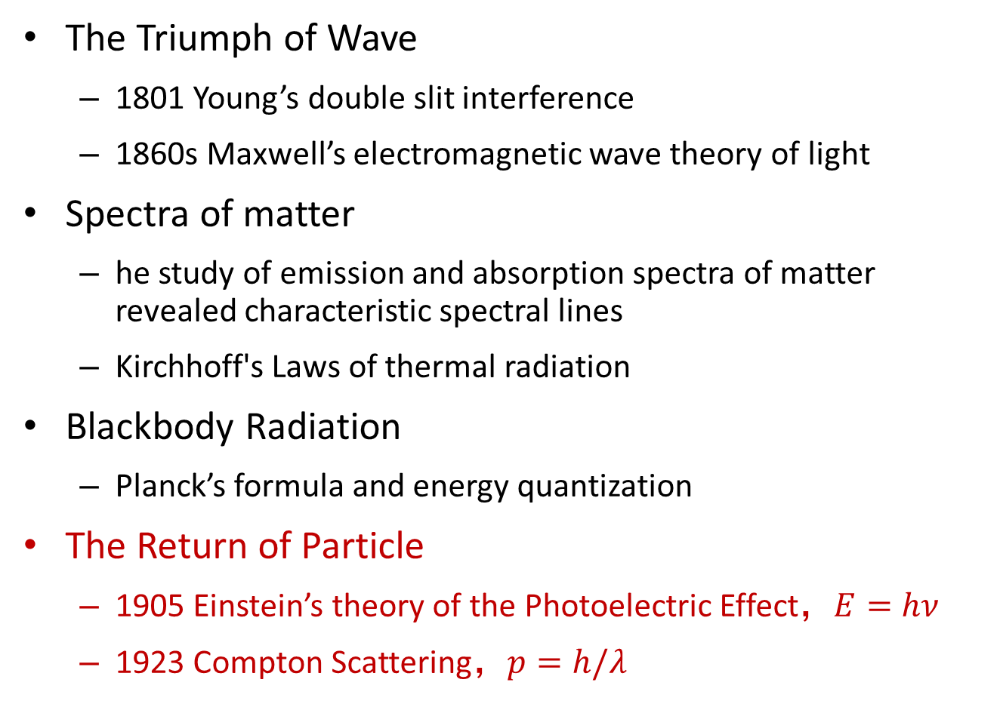 • The Triumph of Wave
– 1801 Young’s double slit interference
– 1860s Maxwell’s electromagnetic wave theory of light
• Spectra of matter
– he study of emission and absorption spectra of matter
revealed characteristic spectral lines
– Kirchhoff's Laws of thermal radiation
• Blackbody Radiation
– Planck’s formula and energy quantization
• The Return of Particle
– 1905 Einstein’s theory of the Photoelectric Effect， 𝐸 = ℎ𝜈
– 1923 Compton Scattering， 𝑝 = ℎ/𝜆